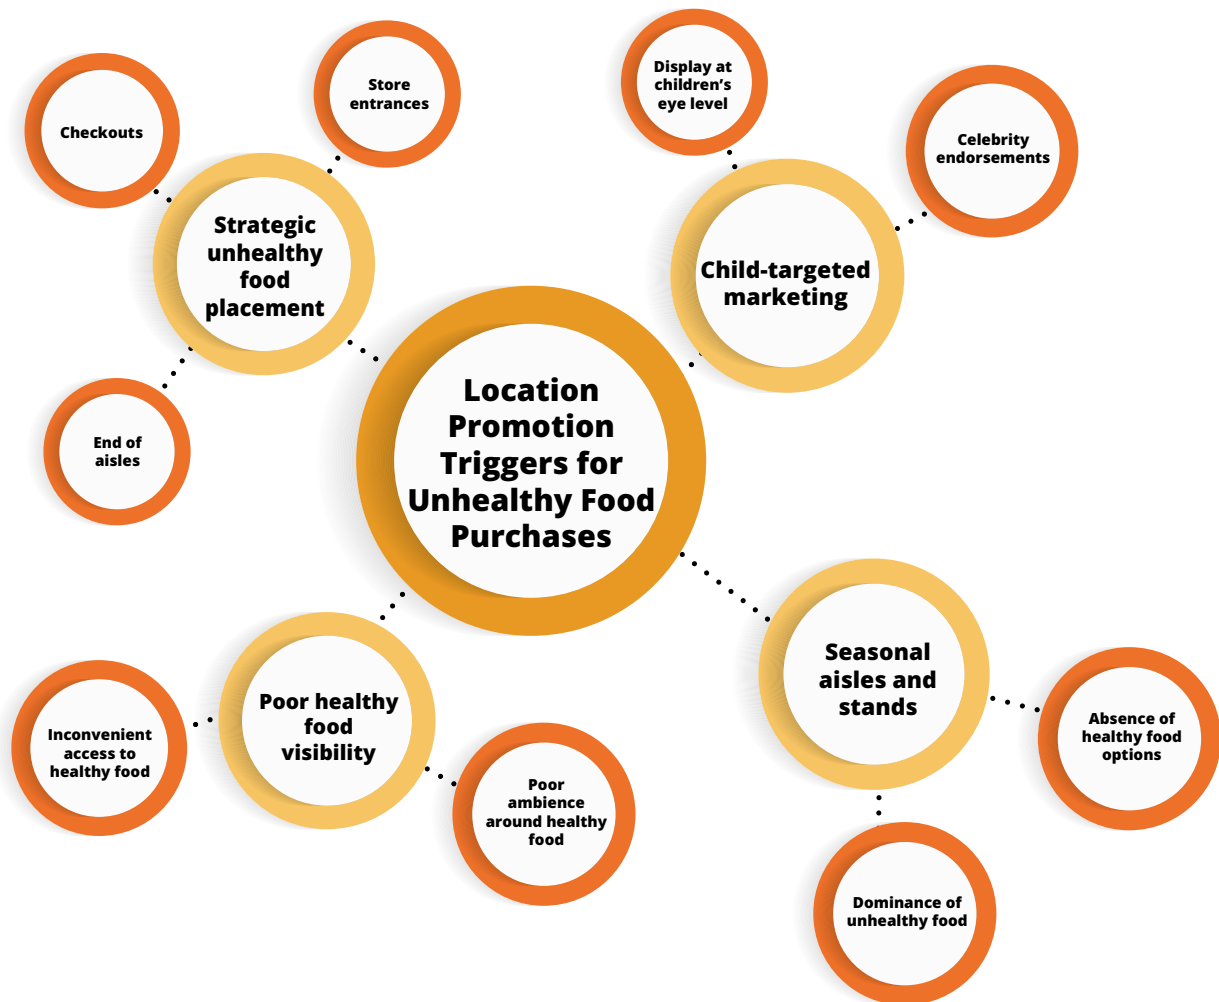 Checkouts
Store
entrances
Strategic
unhealthy
food
placement
End of
aisles
Display at
children’s
eye level
Celebrity
endorsements
Child-targeted
marketing
Location
Promotion
Triggers for
Unhealthy Food
Purchases
Poor healthy
food
visibility
Inconvenient
access to
healthy food
Poor
ambience
around healthy
food
Seasonal
aisles and
stands
Absence of
healthy food
options
Dominance of
unhealthy food